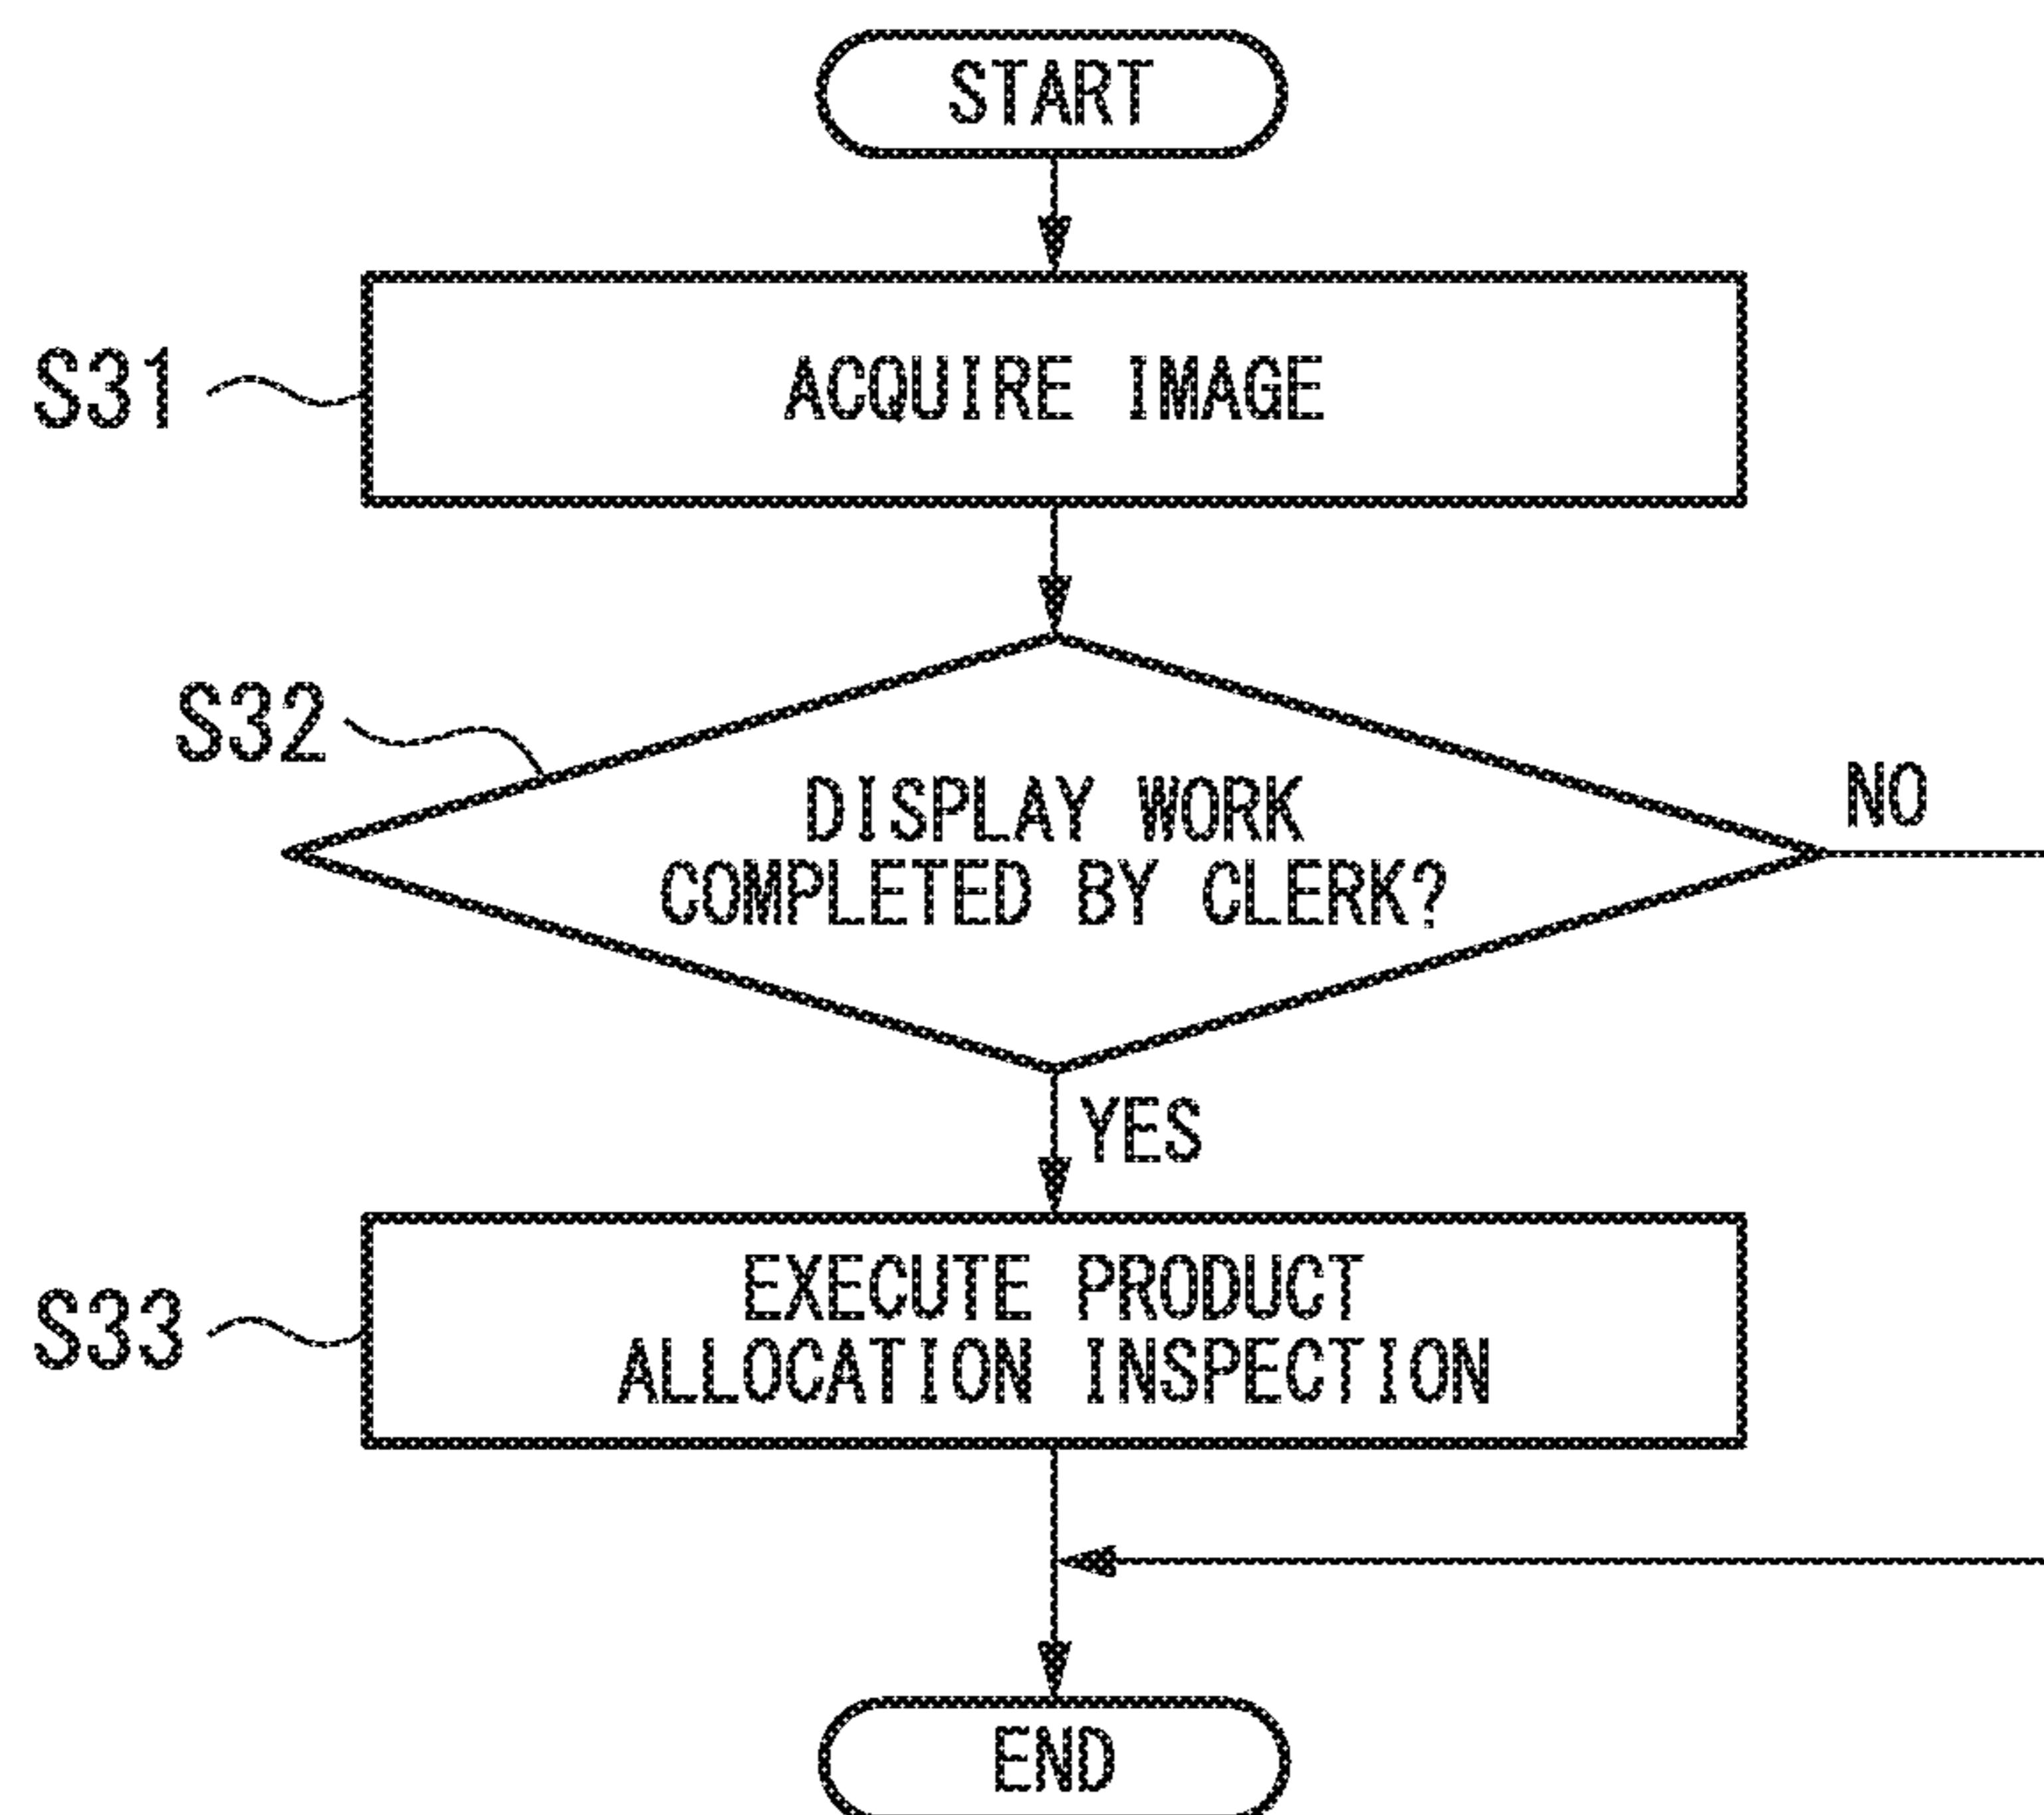 START
S31
ACQUIRE IMAGE
S32
DISPLAY WORK
COMPLETED BY CLERK?
NO
YES
S33
EXECUTE PRODUCT
ALLOCATION INSPECTION
END